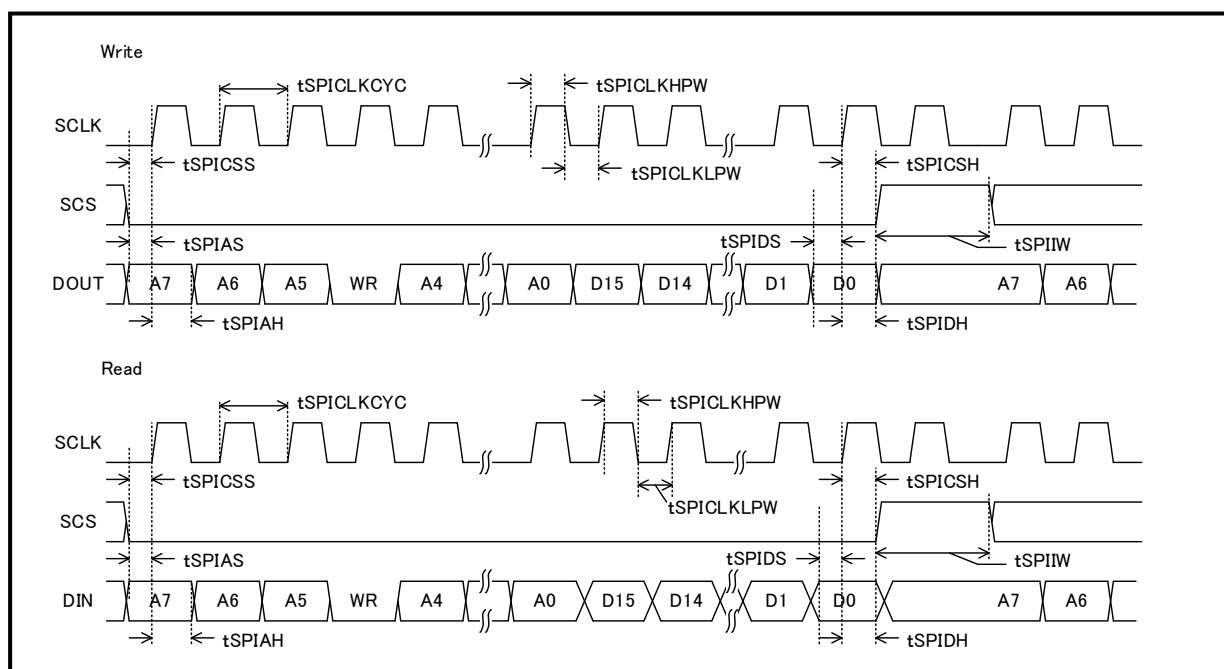 Write
tSPICLKCYC
tSPICLKHPW
SCLK
tSPICSS
tSPICLKLPW
tSPICSH
SCS
tSPIAS
tSPIDS
tSPIIW
DOUT A7 A6 A5 WR A4 A0 D15 D14 D1 D0 A7 A6
tSPIAH
tSPIDH
Read
tSPICLKCYC
tSPICLKHPW
SCLK
tSPICSS
tSPICSH
tSPICLKLPW
SCS
tSPIAS
tSPIDS
tSPIIW
DIN A7 A6 A5 WR A4 A0 D15 D14 D1 D0 A7 A6
tSPIAH
tSPIDH